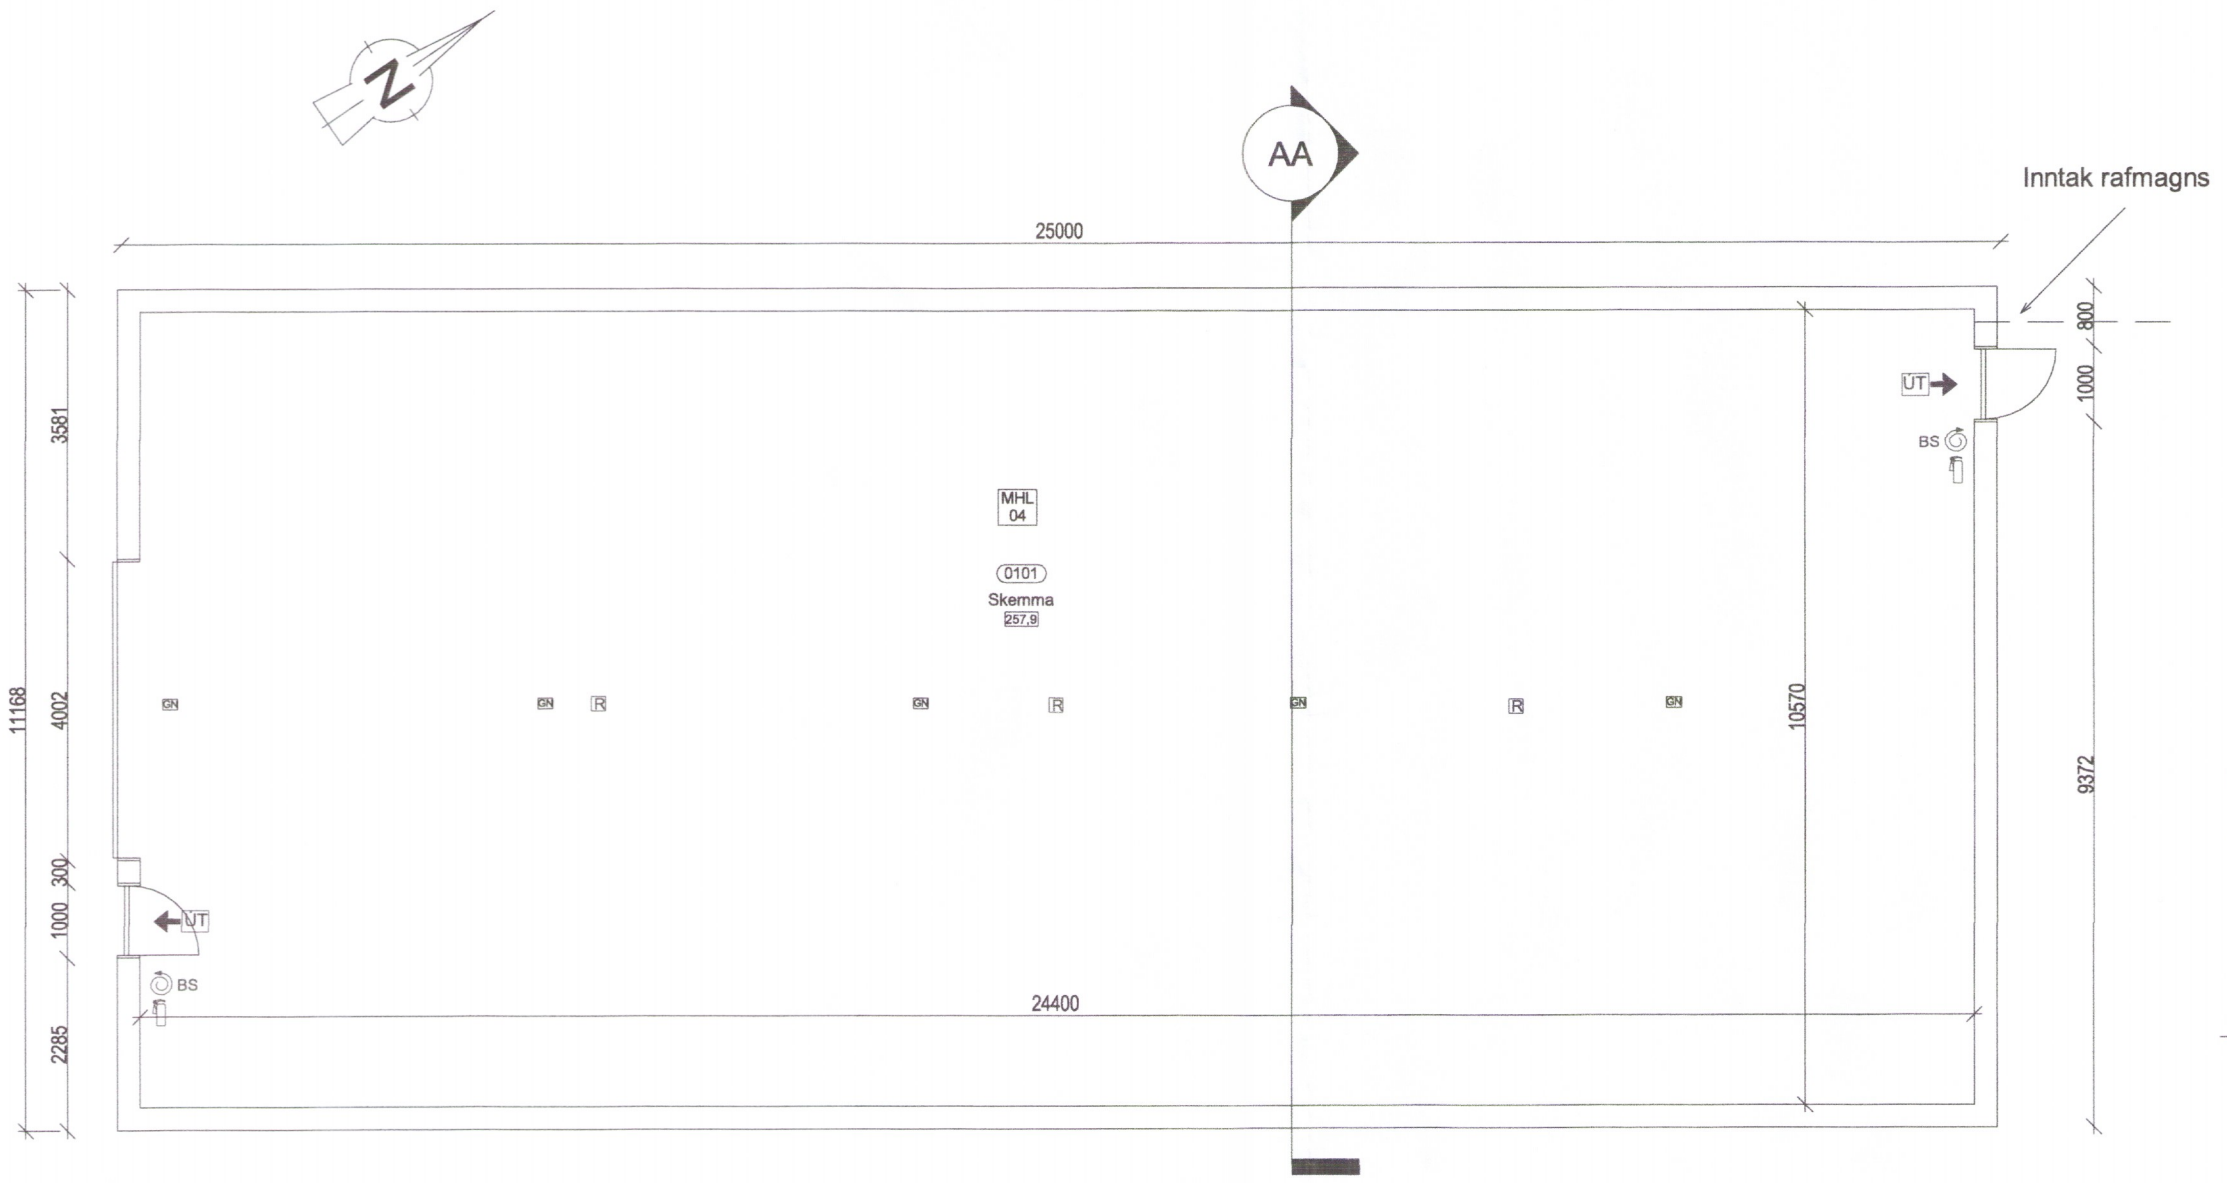 N
AA
Inntak rafmagns
25000
800
1000
9372
11168
3581
4002
300
1000
2285
ÚT
BS
MHL
04
0101
Skemma
257,9
GN
GN
R
GN
R
GN
R
GN
10570
ÚT
BS
24400